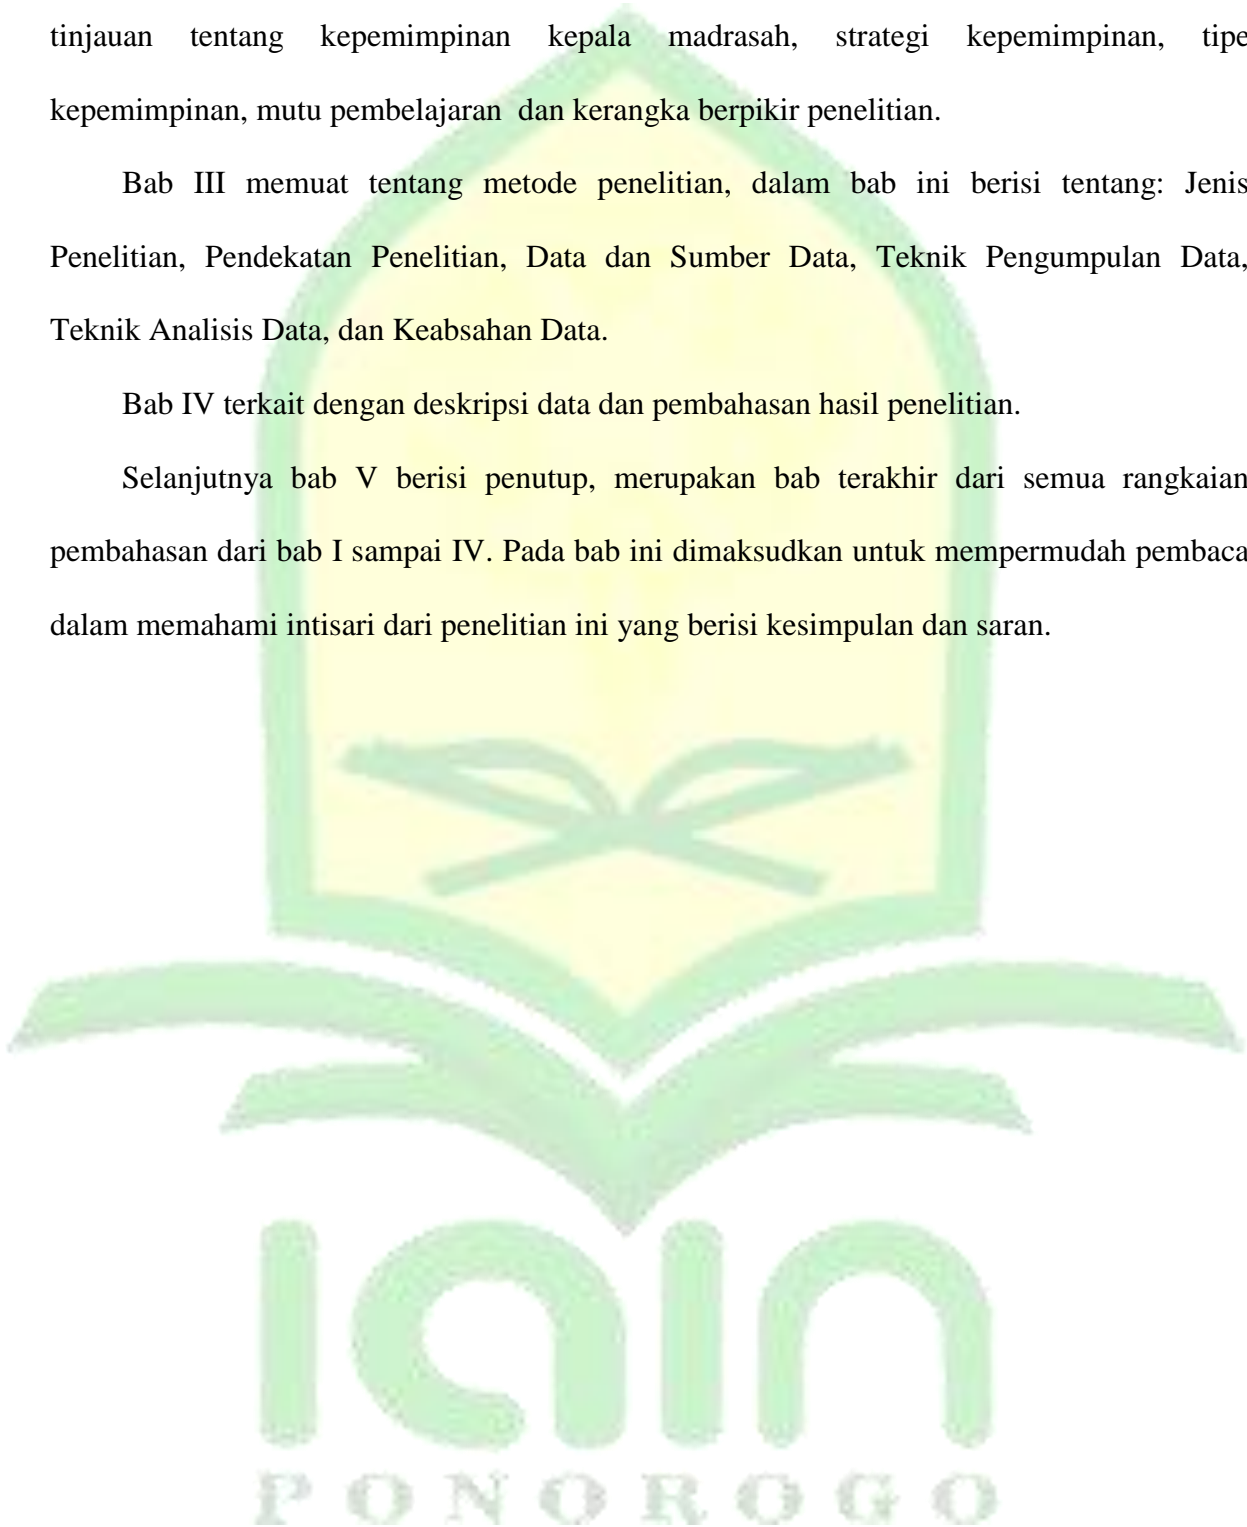 tinjauan tentang kepemimpinan kepala madrasah, strategi kepemimpinan, tipe
kepemimpinan, mutu pembelajaran dan kerangka berpikir penelitian.
Bab III memuat tentang metode penelitian, dalam bab ini berisi tentang: Jenis
Penelitian, Pendekatan Penelitian, Data dan Sumber Data, Teknik Pengumpulan Data,
Teknik Analisis Data, dan Keabsahan Data.
Bab IV terkait dengan deskripsi data dan pembahasan hasil penelitian.
Selanjutnya bab V berisi penutup, merupakan bab terakhir dari semua rangkaian
pembahasan dari bab I sampai IV. Pada bab ini dimaksudkan untuk mempermudah pembaca
dalam memahami intisari dari penelitian ini yang berisi kesimpulan dan saran.
iain
PONOROGO